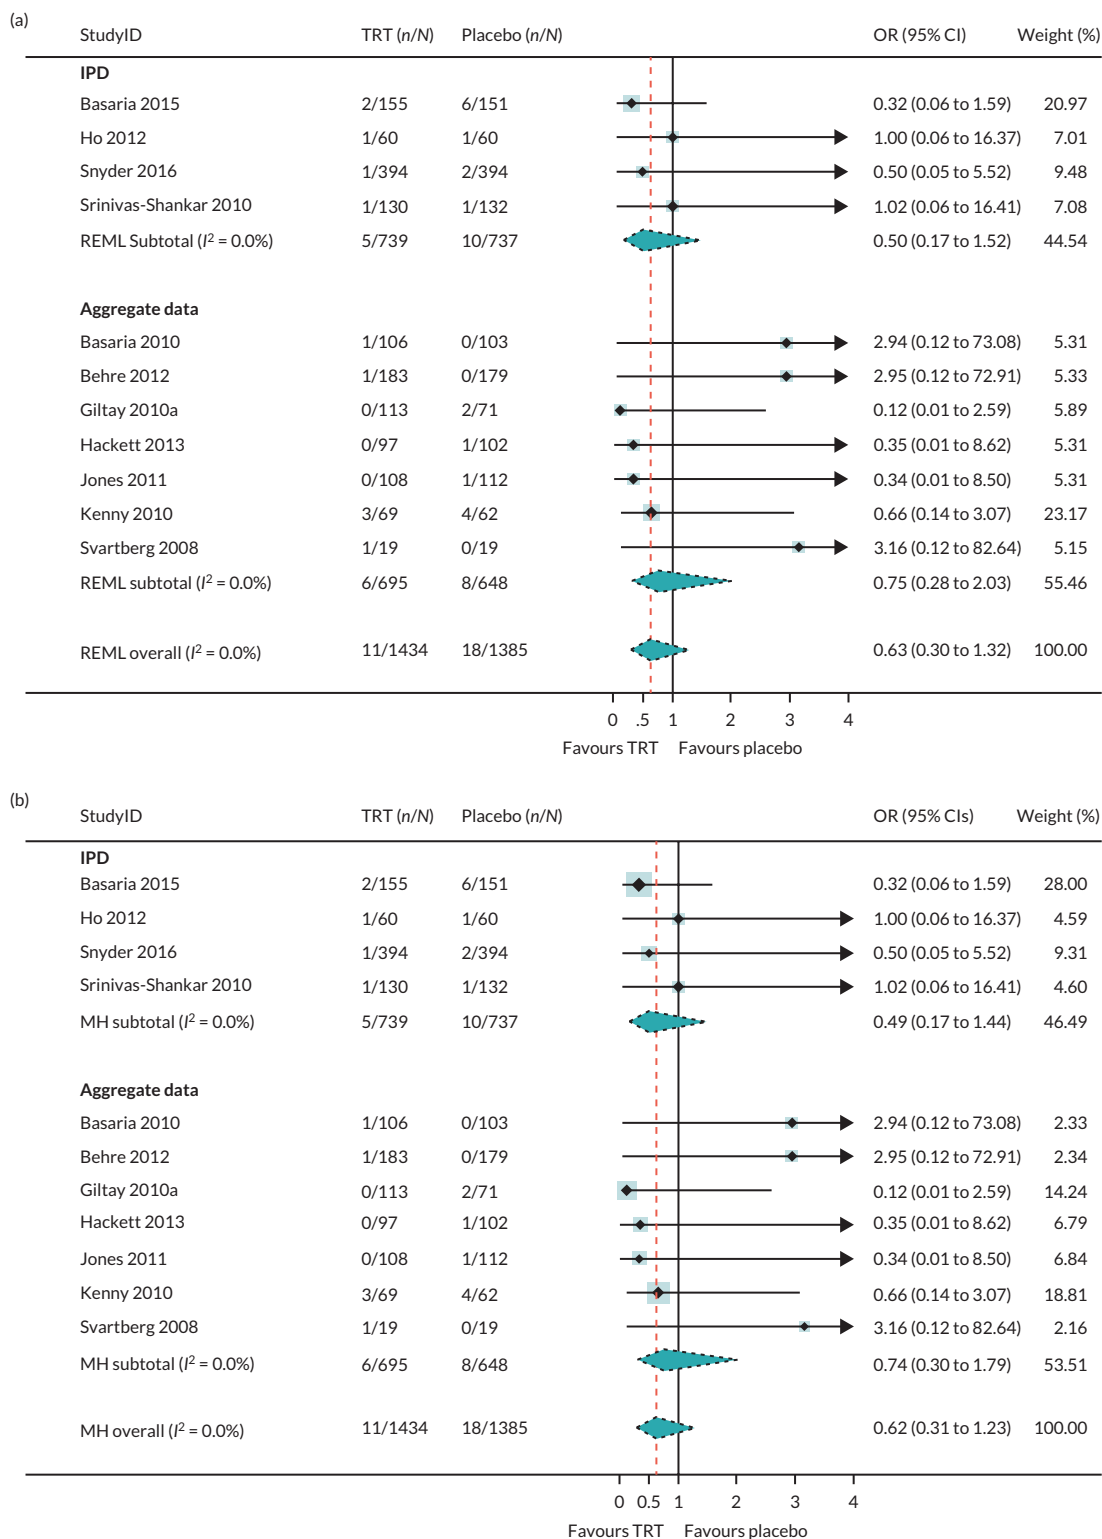 (a)
StudyID TRT (n/N) Placebo (n/N) OR (95% CI) Weight (%)
IPD
Basaria 2015 2/155 6/151 0.32 (0.06 to 1.59) 20.97
Ho 2012 1/60 1/60 1.00 (0.06 to 16.37) 7.01
Snyder 2016 1/394 2/394 0.50 (0.05 to 5.52) 9.48
Srinivas-Shankar 2010 1/130 1/132 1.02 (0.06 to 16.41) 7.08
REML Subtotal (I² = 0.0%) 5/739 10/737 0.50 (0.17 to 1.52) 44.54
Aggregate data
Basaria 2010 1/106 0/103 2.94 (0.12 to 73.08) 5.31
Behre 2012 1/183 0/179 2.95 (0.12 to 72.91) 5.33
Giltay 2010a 0/113 2/71 0.12 (0.01 to 2.59) 5.89
Hackett 2013 0/97 1/102 0.35 (0.01 to 8.62) 5.31
Jones 2011 0/108 1/112 0.34 (0.01 to 8.50) 5.31
Kenny 2010 3/69 4/62 0.66 (0.14 to 3.07) 23.17
Svartberg 2008 1/19 0/19 3.16 (0.12 to 82.64) 5.15
REML subtotal (I² = 0.0%) 6/695 8/648 0.75 (0.28 to 2.03) 55.46
REML overall (I² = 0.0%) 11/1434 18/1385 0.63 (0.30 to 1.32) 100.00
0 .5 1 2 3 4
Favours TRT Favours placebo
(b)
StudyID TRT (n/N) Placebo (n/N) OR (95% CIs) Weight (%)
IPD
Basaria 2015 2/155 6/151 0.32 (0.06 to 1.59) 28.00
Ho 2012 1/60 1/60 1.00 (0.06 to 16.37) 4.59
Snyder 2016 1/394 2/394 0.50 (0.05 to 5.52) 9.31
Srinivas-Shankar 2010 1/130 1/132 1.02 (0.06 to 16.41) 4.60
MH subtotal (I² = 0.0%) 5/739 10/737 0.49 (0.17 to 1.44) 46.49
Aggregate data
Basaria 2010 1/106 0/103 2.94 (0.12 to 73.08) 2.33
Behre 2012 1/183 0/179 2.95 (0.12 to 72.91) 2.34
Giltay 2010a 0/113 2/71 0.12 (0.01 to 2.59) 14.24
Hackett 2013 0/97 1/102 0.35 (0.01 to 8.62) 6.79
Jones 2011 0/108 1/112 0.34 (0.01 to 8.50) 6.84
Kenny 2010 3/69 4/62 0.66 (0.14 to 3.07) 18.81
Svartberg 2008 1/19 0/19 3.16 (0.12 to 82.64) 2.16
MH subtotal (I² = 0.0%) 6/695 8/648 0.74 (0.30 to 1.79) 53.51
MH overall (I² = 0.0%) 11/1434 18/1385 0.62 (0.31 to 1.23) 100.00
0 0.5 1 2 3 4
Favours TRT Favours placebo